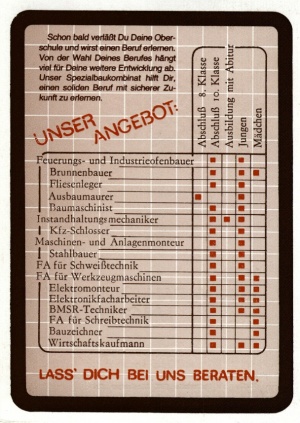 Schon bald verläßt Du Deine Ober-
schule und wirst einen Beruf erlernen.
Von der Wahl Deines Berufes hängt
viel für Deine weitere Entwicklung ab.
Unser Spezialbaukombinat hilft Dir,
einen soliden Beruf mit sicherer Zu-
kunft zu erlernen.
UNSER ANGEBOT:
Abschluß 8. Klasse
Abschluß 10. Klasse
Ausbildung mit Abitur
Jungen
Mädchen
Feuerungs- und Industrieofenbauer
Brunnenbauer
Fliesenleger
Ausbaumaurer
Baumaschinist
Instandhaltungsmechaniker
Kfz-Schlosser
Maschinen- und Anlagenmonteur
Stahlbauer
FA für Schweißtechnik
FA für Werkzeugmaschinen
Elektromonteur
Elektronikfacharbeiter
BMSR-Techniker
FA für Schreibtechnik
Bauzeichner
Wirtschaftskaufmann
LASS' DICH BEI UNS BERATEN.